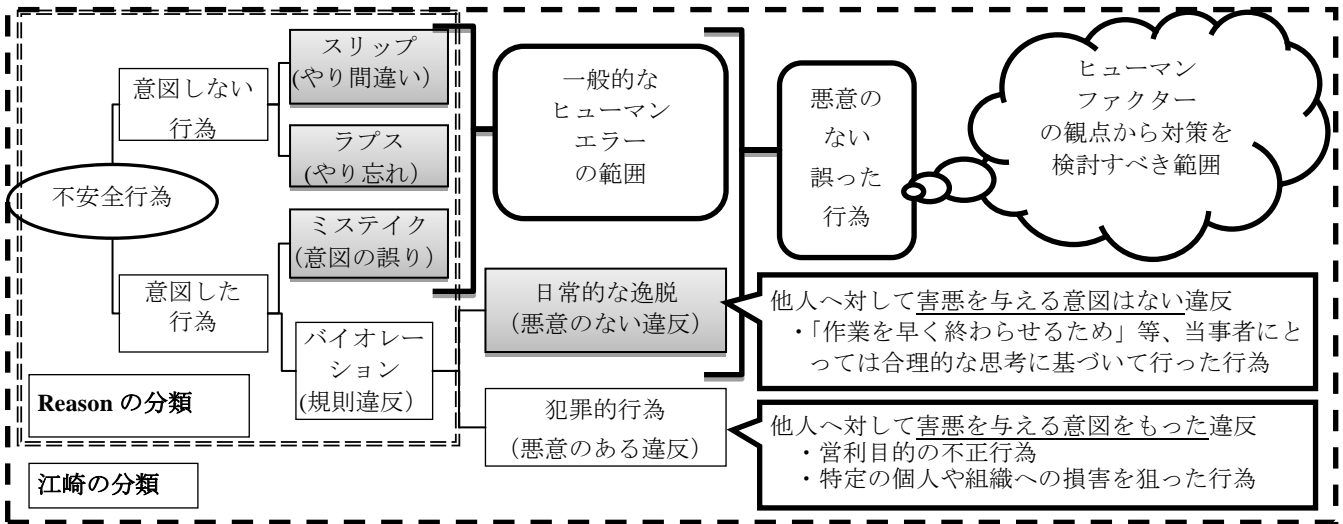 不安全行為
意図しない
行為
意図した
行為
スリップ
(やり間違い)
ラプス
(やり忘れ)
ミステイク
(意図の誤り)
バイオレー
ション
(規則違反)
一般的な
ヒューマン
エラー
の範囲
日常的な逸脱
(悪意のない違反)
犯罪的行為
(悪意のある違反)
悪意の
ない
誤った
行為
ヒューマン
ファクター
の観点から対策を
検討すべき範囲
他人へ対して害悪を与える意図はない違反
・「作業を早く終わらせるため」等、当事者にと
っては合理的な思考に基づいて行った行為
他人へ対して害悪を与える意図をもった違反
・営利目的の不正行為
・特定の個人や組織への損害を狙った行為
Reason の分類
江崎の分類